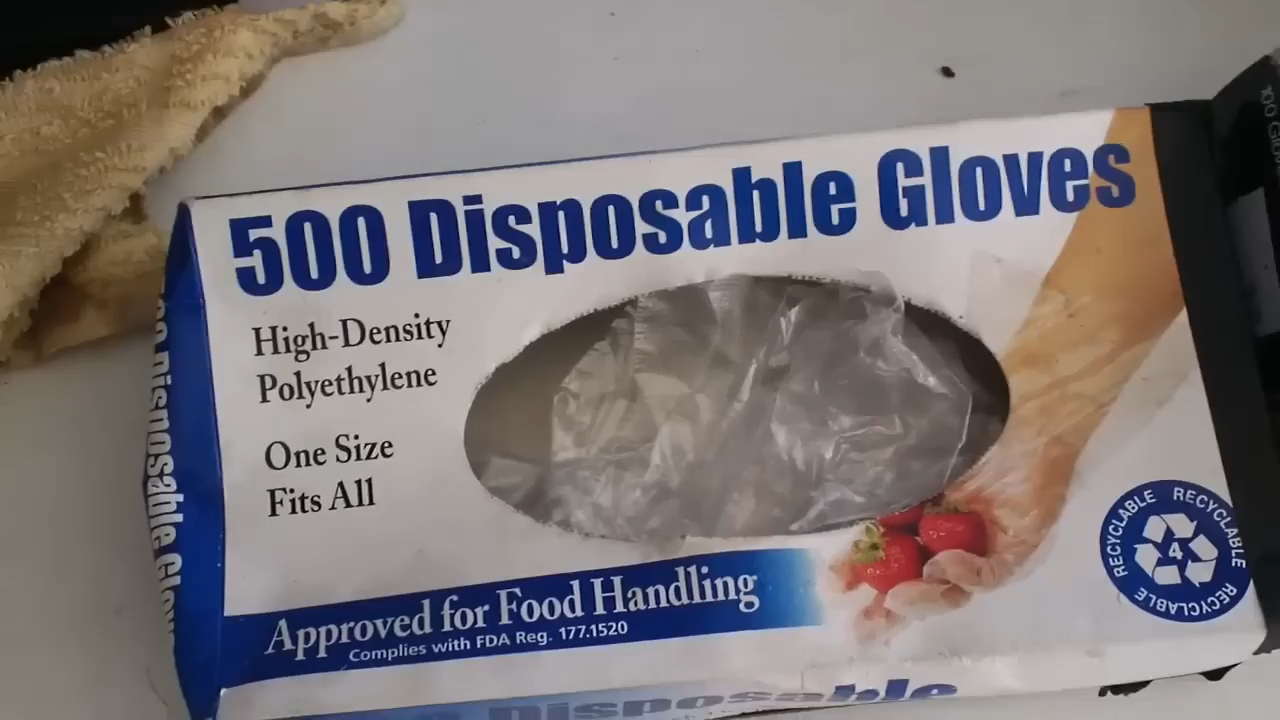 500 Disposable Gloves
High-Density
Polyethylene
One Size
Fits All
Approved for Food Handling
Complies with FDA Reg. 177.1520
RECYCLABLE RECYCLABLE RECYCLABLE
4
Disposable
Disposable